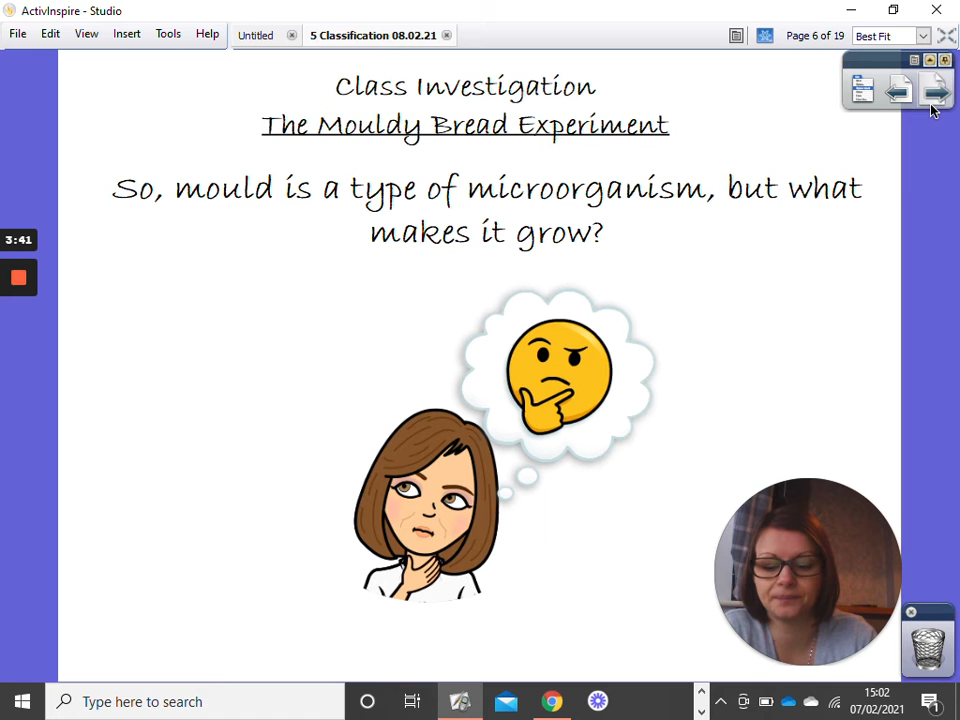 ActivInspire - Studio
File Edit View Insert Tools Help
Untitled
5 Classification 08.02.21
Page 6 of 19
Best Fit
Class Investigation
The Mouldy Bread Experiment
So, mould is a type of microorganism, but what
makes it grow?
3:41
Type here to search
15:02
07/02/2021
1